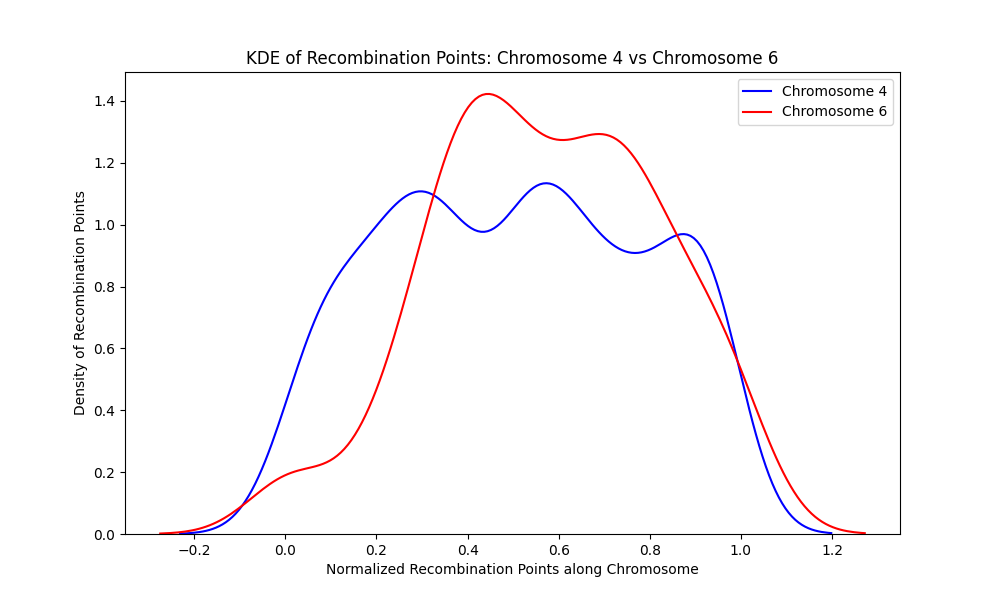 KDE of Recombination Points: Chromosome 4 vs Chromosome 6
Chromosome 4
Chromosome 6
Density of Recombination Points
1.4
1.2
1.0
0.8
0.6
0.4
0.2
0.0
−0.2 0.0 0.2 0.4 0.6 0.8 1.0 1.2
Normalized Recombination Points along Chromosome